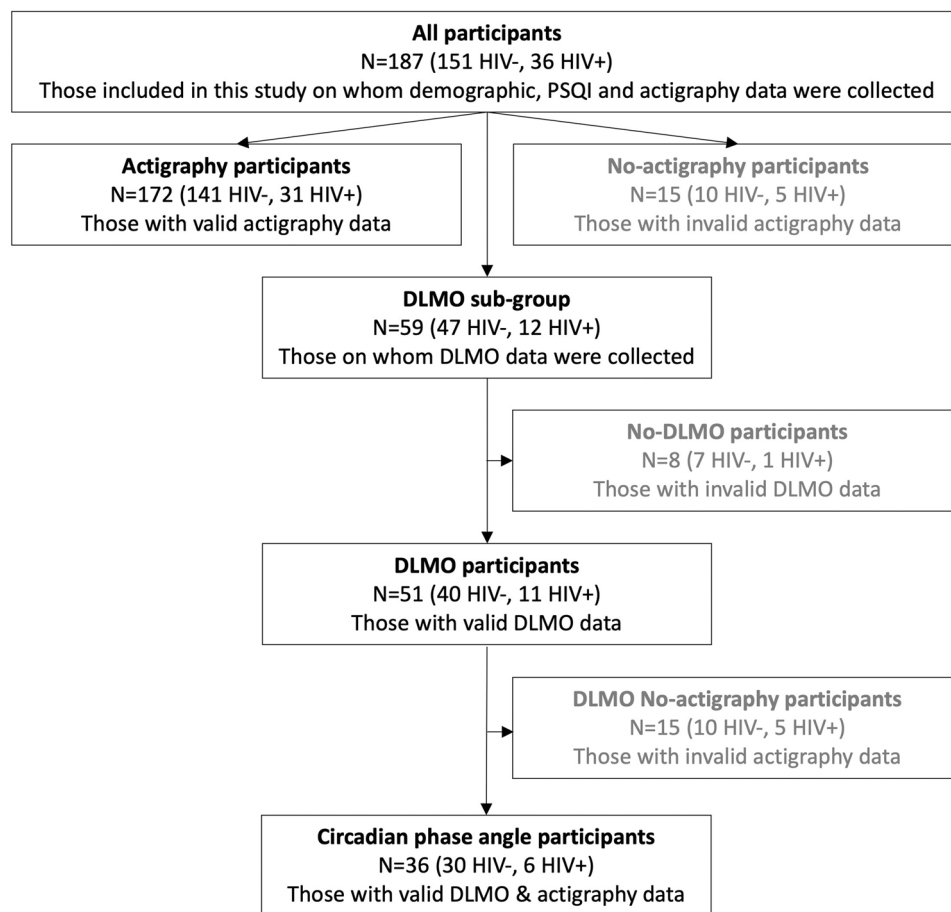 All participants
N=187 (151 HIV-, 36 HIV+)
Those included in this study on whom demographic, PSQI and actigraphy data were collected
Actigraphy participants
N=172 (141 HIV-, 31 HIV+)
Those with valid actigraphy data
No-actigraphy participants
N=15 (10 HIV-, 5 HIV+)
Those with invalid actigraphy data
DLMO sub-group
N=59 (47 HIV-, 12 HIV+)
Those on whom DLMO data were collected
No-DLMO participants
N=8 (7 HIV-, 1 HIV+)
Those with invalid DLMO data
DLMO participants
N=51 (40 HIV-, 11 HIV+)
Those with valid DLMO data
DLMO No-actigraphy participants
N=15 (10 HIV-, 5 HIV+)
Those with invalid actigraphy data
Circadian phase angle participants
N=36 (30 HIV-, 6 HIV+)
Those with valid DLMO & actigraphy data